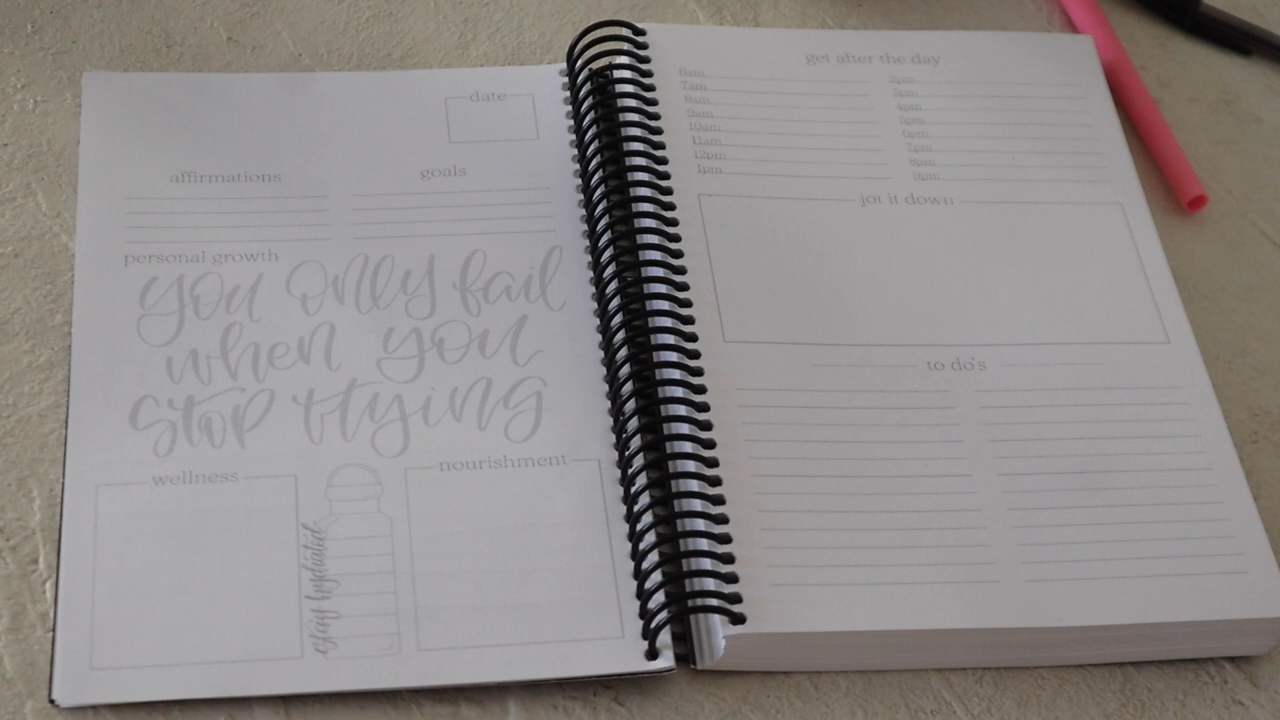 date
affirmations
goals
personal growth
you only fail
when you
stop trying
wellness
stay hydrated
nourishment
get after the day
6am
7am
8am
9am
10am
11am
12pm
1pm
2pm
3pm
4pm
5pm
6pm
7pm
8pm
9pm
jot it down
to do's